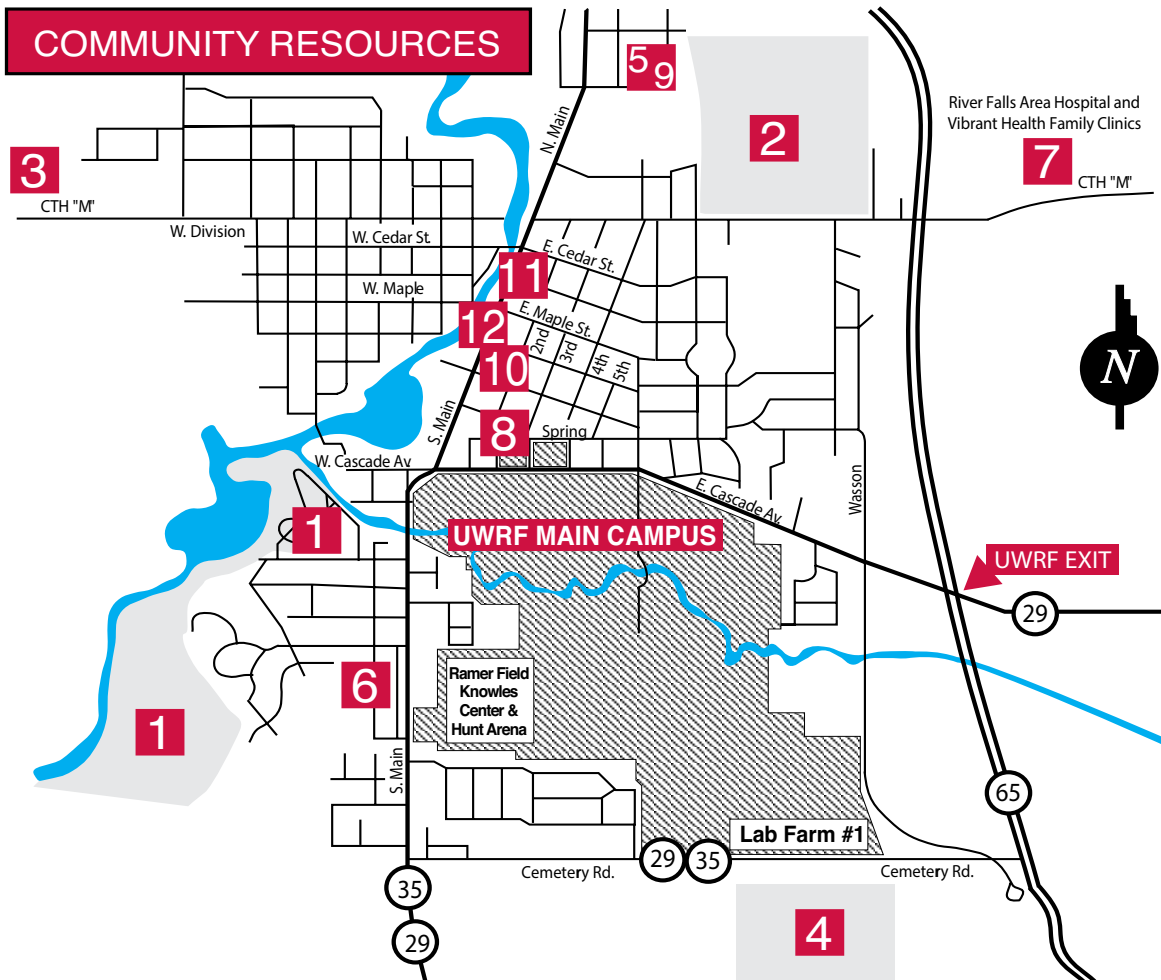 COMMUNITY RESOURCES
5
9
N. Main
2
River Falls Area Hospital and
Vibrant Health Family Clinics
7
CTH "M"
3
CTH "M"
W. Division
W. Cedar St.
E. Cedar St.
11
W. Maple
12
E. Maple St.
2nd
3rd
4th
5th
10
N
S. Main
8
Spring
W. Cascade Av.
E. Cascade Av.
Wasson
1
UWRF MAIN CAMPUS
UWRF EXIT
29
6
Ramer Field
Knowles
Center &
Hunt Arena
1
S. Main
65
Lab Farm #1
29
35
Cemetery Rd.
Cemetery Rd.
35
4
29